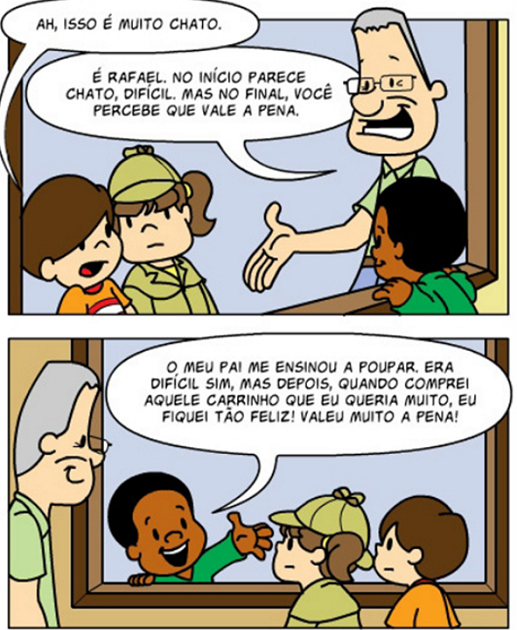 AH, ISSO É MUITO CHATO.
É RAFAEL. NO INÍCIO PARECE
CHATO, DIFÍCIL. MAS NO FINAL, VOCÊ
PERCEBE QUE VALE A PENA.
O MEU PAI ME ENSINOU A POUPAR. ERA
DIFÍCIL SIM, MAS DEPOIS, QUANDO COMPREI
AQUELE CARRINHO QUE EU QUERIA MUITO, EU
FIQUEI TÃO FELIZ! VALEU MUITO A PENA!